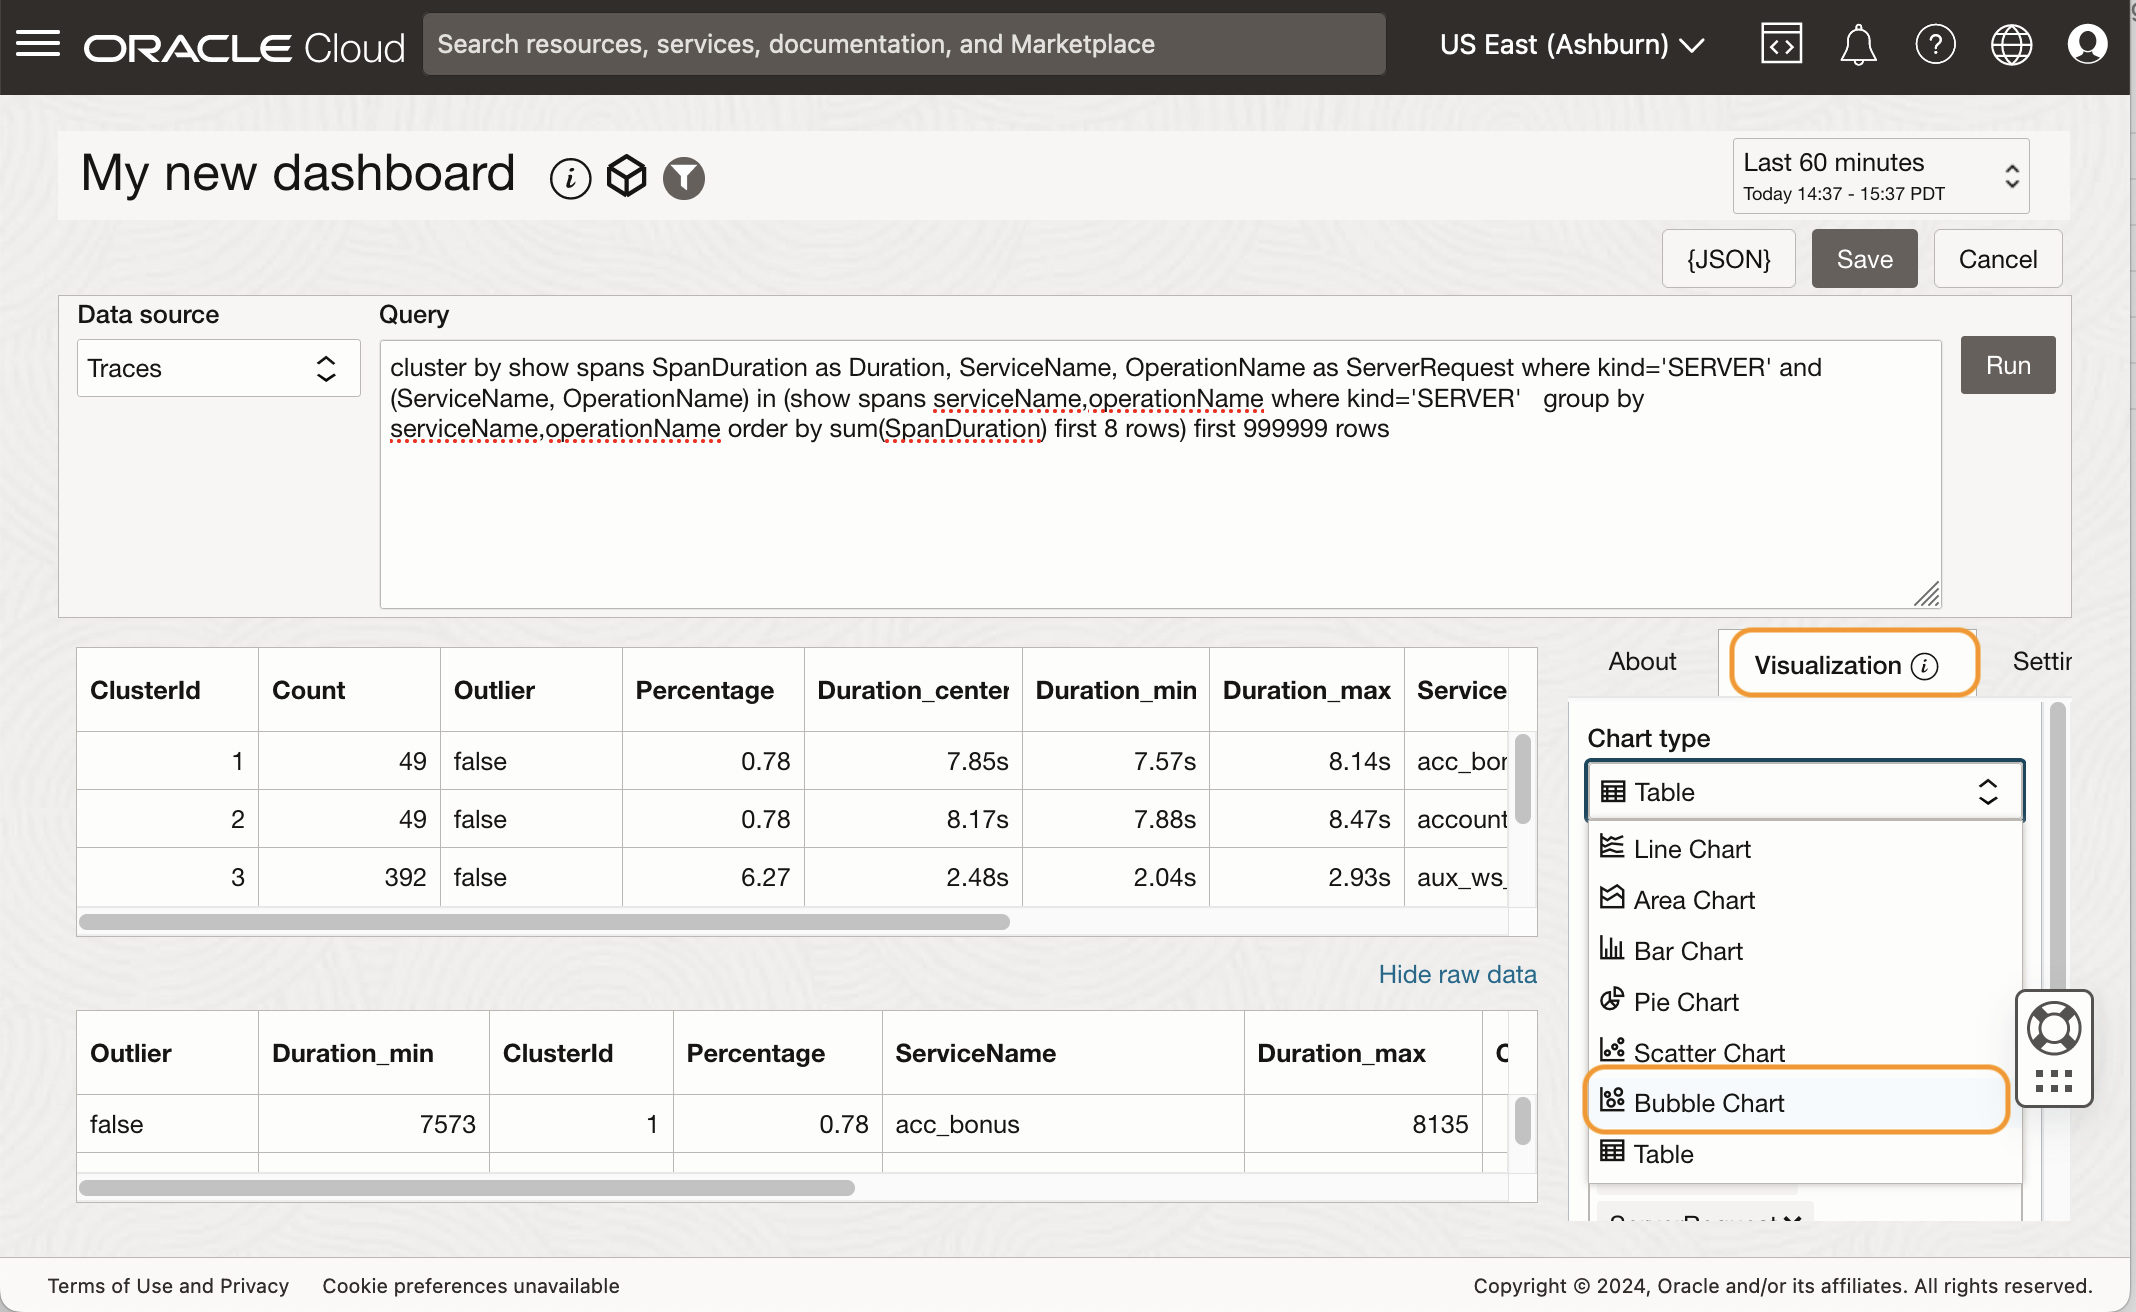 ORACLE Cloud
Search resources, services, documentation, and Marketplace
US East (Ashburn)
My new dashboard
Last 60 minutes
Today 14:37 - 15:37 PDT
{JSON}
Save
Cancel
Data source
Query
Traces
cluster by show spans SpanDuration as Duration, ServiceName, OperationName as ServerRequest where kind='SERVER' and
(ServiceName, OperationName) in (show spans serviceName,operationName where kind='SERVER'   group by
serviceName,operationName order by sum(SpanDuration) first 8 rows) first 999999 rows
Run
ClusterId Count Outlier Percentage Duration_center Duration_min Duration_max Service
1 49 false 0.78 7.85s 7.57s 8.14s acc_bon
2 49 false 0.78 8.17s 7.88s 8.47s account
3 392 false 6.27 2.48s 2.04s 2.93s aux_ws_
Hide raw data
Outlier Duration_min ClusterId Percentage ServiceName Duration_max C
false 7573 1 0.78 acc_bonus 8135
About
Visualization
Settin
Chart type
Table
Line Chart
Area Chart
Bar Chart
Pie Chart
Scatter Chart
Bubble Chart
Table
Terms of Use and Privacy
Cookie preferences unavailable
Copyright © 2024, Oracle and/or its affiliates. All rights reserved.